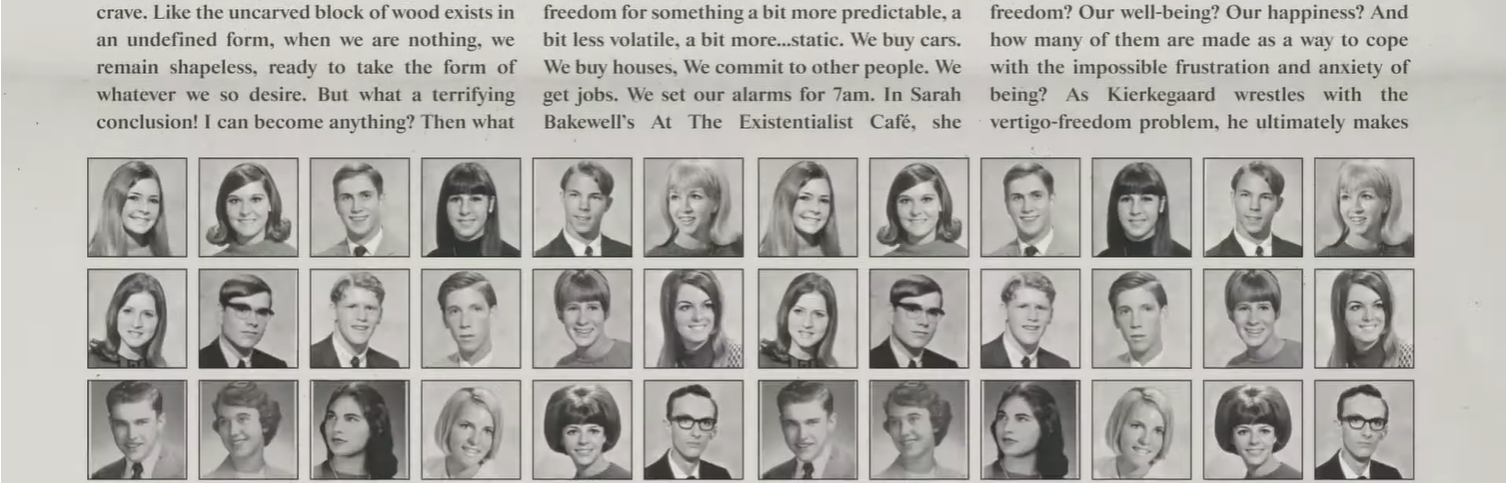 crave. Like the uncarved block of wood exists in
an undefined form, when we are nothing, we
remain shapeless, ready to take the form of
whatever we so desire. But what a terrifying
conclusion! I can become anything? Then what
freedom for something a bit more predictable, a
bit less volatile, a bit more...static. We buy cars.
We buy houses, We commit to other people. We
get jobs. We set our alarms for 7am. In Sarah
Bakewell's At The Existentialist Café, she
freedom? Our well-being? Our happiness? And
how many of them are made as a way to cope
with the impossible frustration and anxiety of
being? As Kierkegaard wrestles with the
vertigo-freedom problem, he ultimately makes